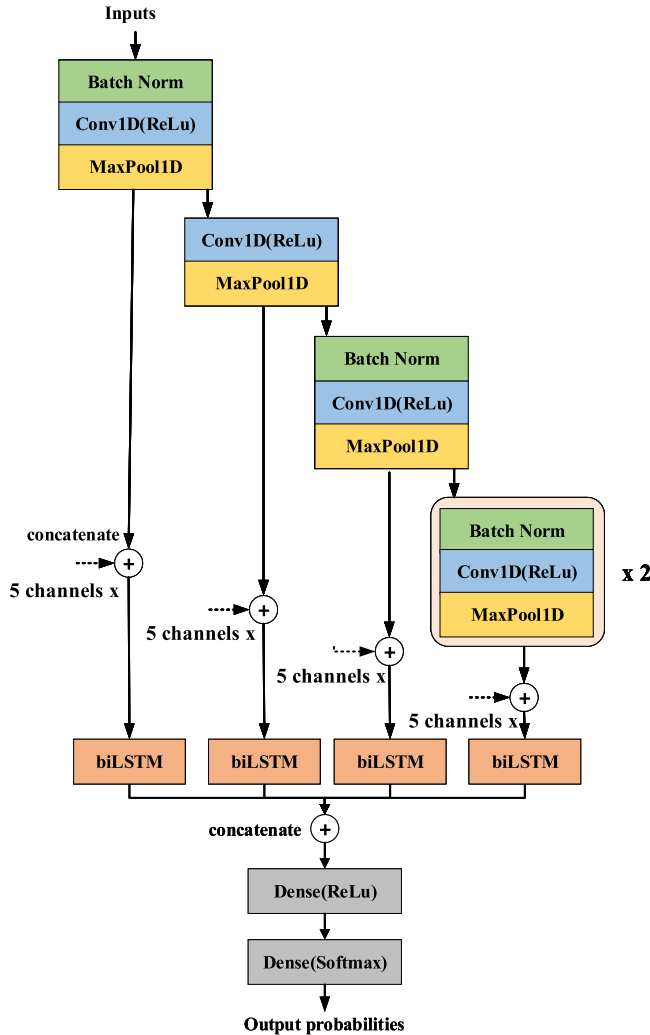 Inputs
Batch Norm
Conv1D(ReLu)
MaxPool1D
Conv1D(ReLu)
MaxPool1D
Batch Norm
Conv1D(ReLu)
MaxPool1D
Batch Norm
Conv1D(ReLu)
MaxPool1D
x 2
concatenate
+
5 channels x
+
5 channels x
+
5 channels x
+
5 channels x
biLSTM biLSTM biLSTM biLSTM
concatenate +
Dense(ReLu)
Dense(Softmax)
Output probabilities